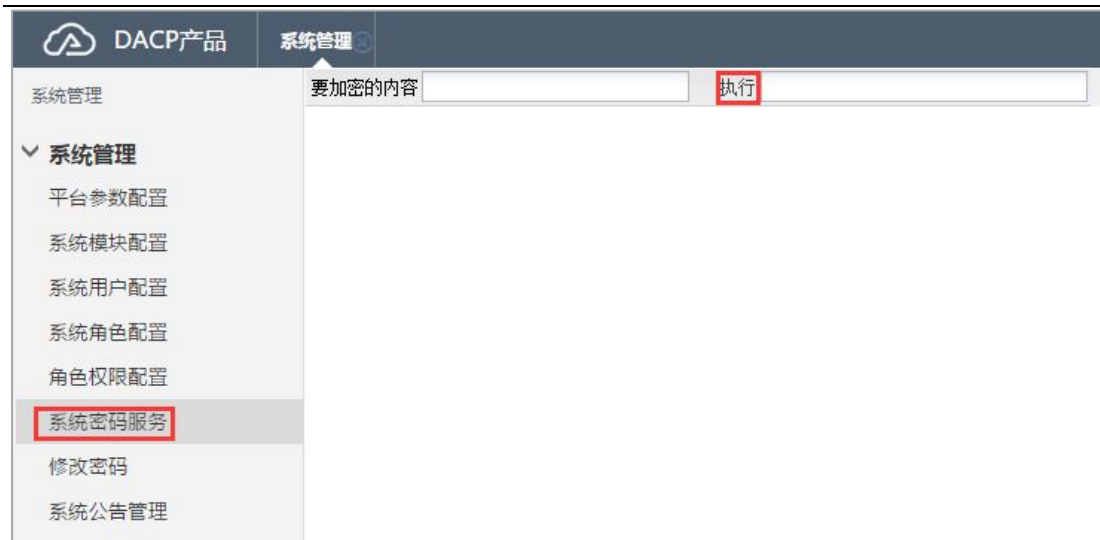 DACP产品 系统管理
系统管理
要加密的内容 执行
系统管理
平台参数配置
系统模块配置
系统用户配置
系统角色配置
角色权限配置
系统密码服务
修改密码
系统公告管理